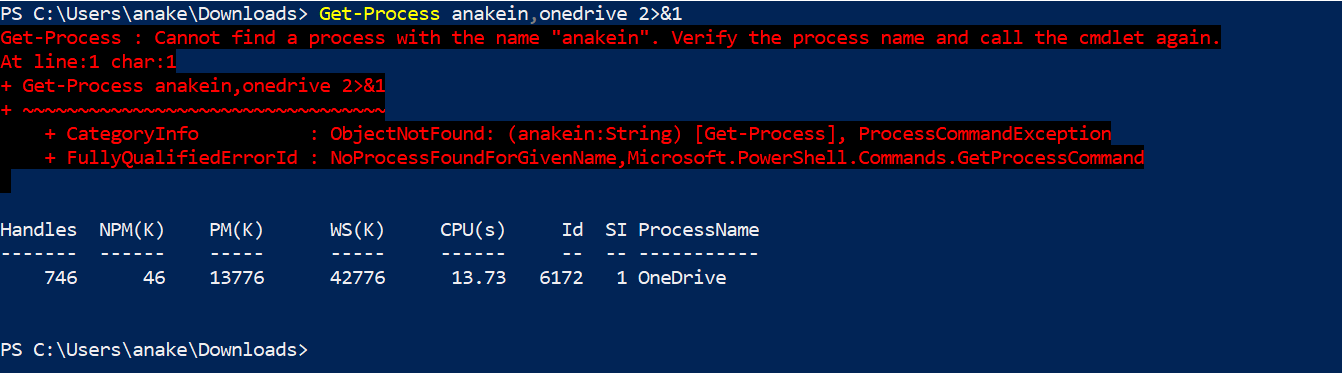 PS C:\Users\anake\Downloads> Get-Process anakein,onedrive 2>&1
Get-Process : Cannot find a process with the name "anakein". Verify the process name and call the cmdlet again.
At line:1 char:1
+ Get-Process anakein,onedrive 2>&1
+ ~~~~~~~~~~~~~~~~~~~~~~~~~~~~~~~~~
    + CategoryInfo          : ObjectNotFound: (anakein:String) [Get-Process], ProcessCommandException
    + FullyQualifiedErrorId : NoProcessFoundForGivenName,Microsoft.PowerShell.Commands.GetProcessCommand
Handles  NPM(K)    PM(K)      WS(K)     CPU(s)     Id  SI ProcessName
-------  ------    -----      -----     ------     --  -- -----------
    746      46    13776      42776      13.73   6172   1 OneDrive
PS C:\Users\anake\Downloads>